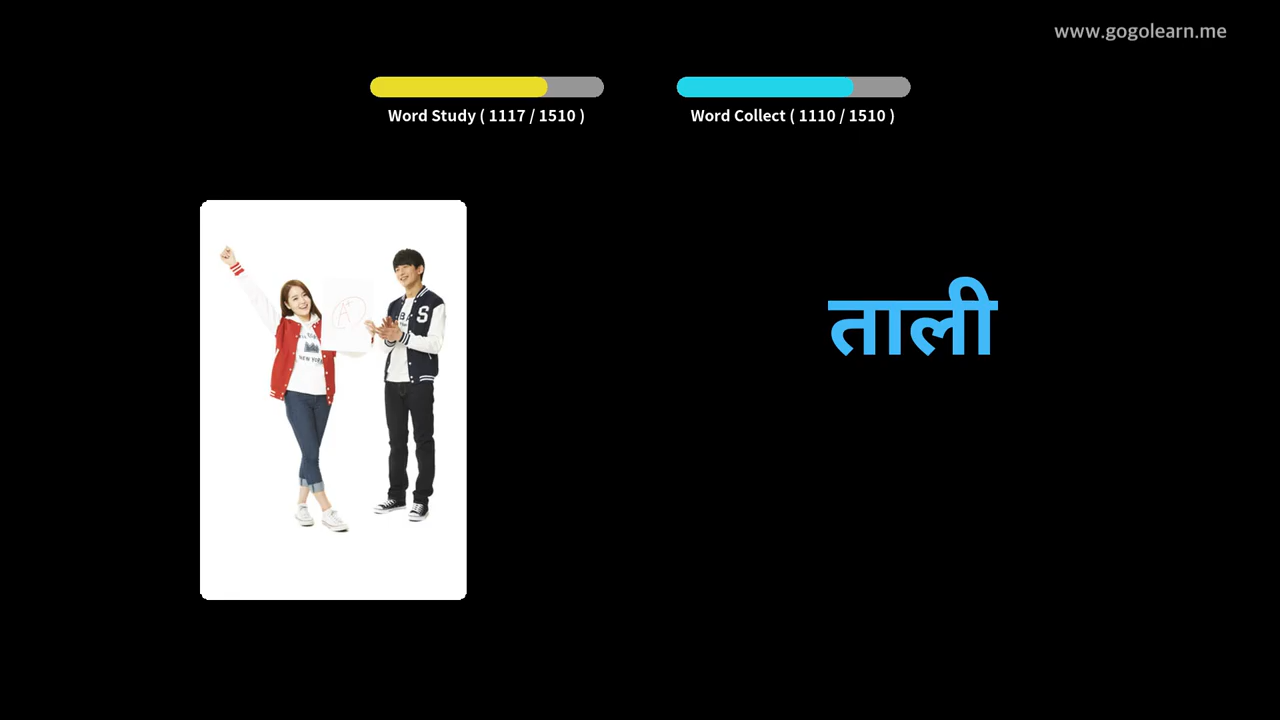 www.gogolearn.me
Word Study ( 1117 / 1510 )
Word Collect ( 1110 / 1510 )
A+
S
ताली